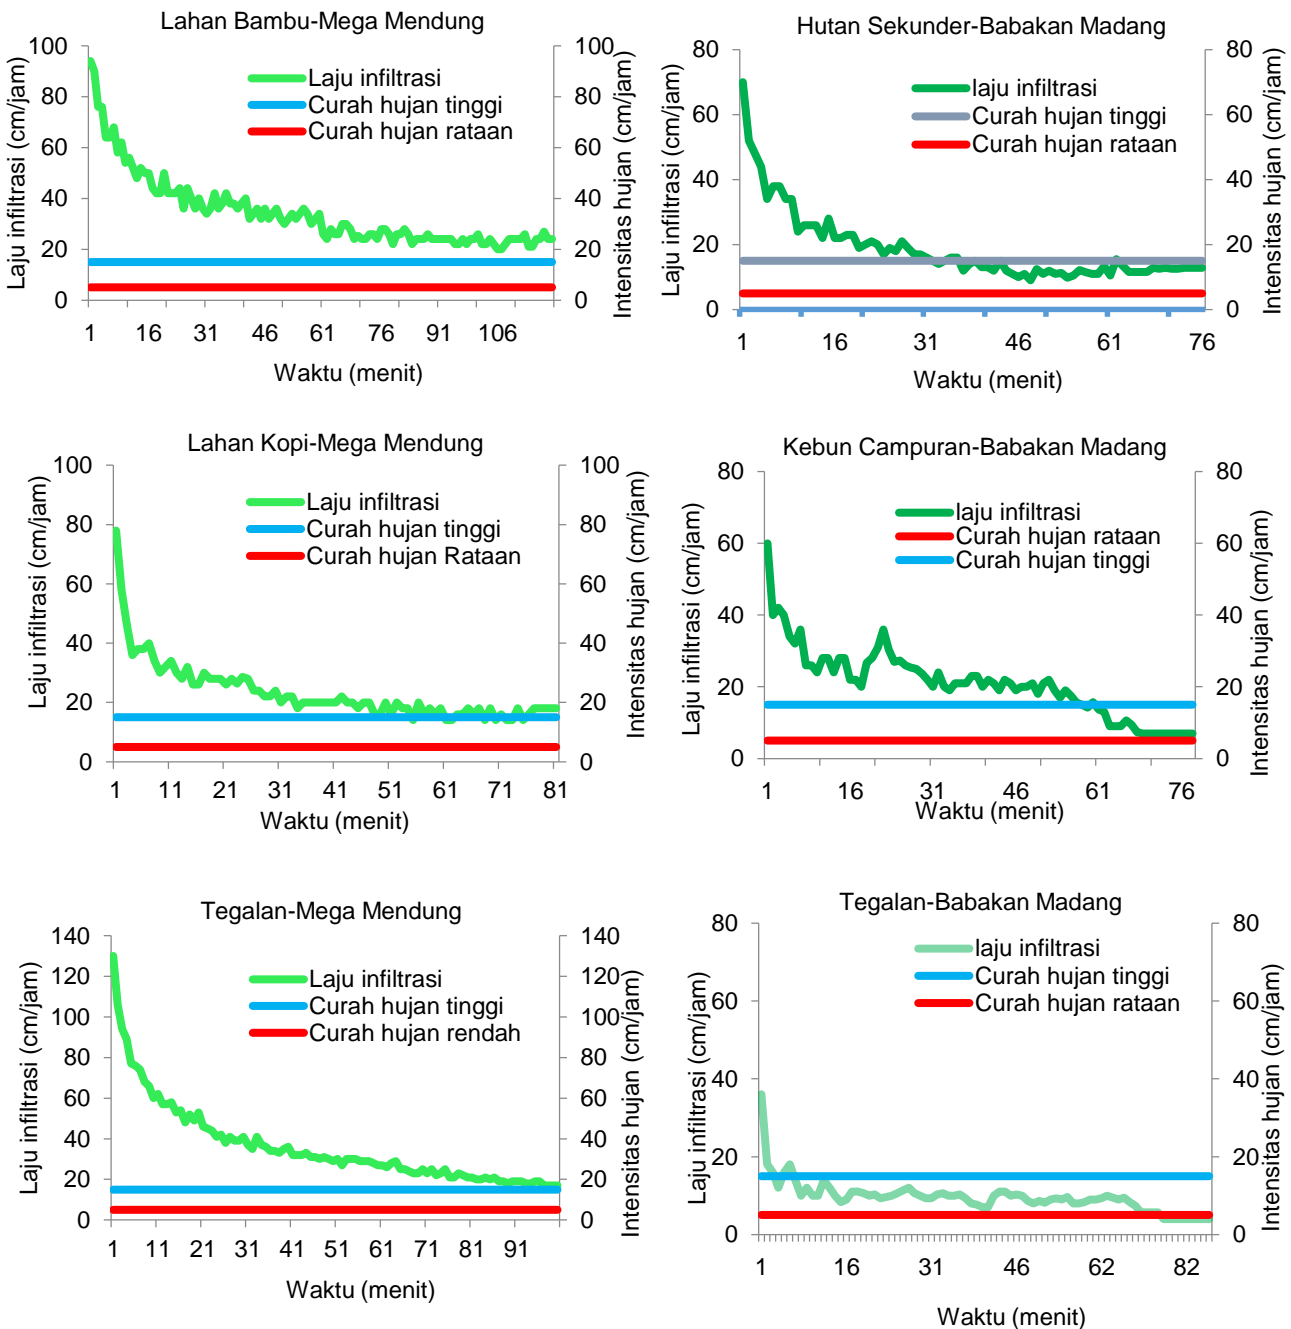 Lahan Bambu-Mega Mendung
Laju infiltrasi (cm/jam)
100
80
60
40
20
0
Laju infiltrasi
Curah hujan tinggi
Curah hujan rataan
100
80
60
40
20
0
Intensitas hujan (cm/jam)
1 16 31 46 61 76 91 106
Waktu (menit)
Hutan Sekunder-Babakan Madang
Laju infiltrasi (cm/jam)
80
60
40
20
0
laju infiltrasi
Curah hujan tinggi
Curah hujan rataan
80
60
40
20
0
Intensitas hujan (cm/jam)
1 16 31 46 61 76
Waktu (menit)
Lahan Kopi-Mega Mendung
Laju infiltrasi (cm/jam)
100
80
60
40
20
0
Laju infiltrasi
Curah hujan tinggi
Curah hujan Rataan
100
80
60
40
20
0
Intensitas hujan (cm/jam)
1 11 21 31 41 51 61 71 81
Waktu (menit)
Kebun Campuran-Babakan Madang
Laju infiltrasi (cm/jam)
80
60
40
20
0
laju infiltrasi
Curah hujan rataan
Curah hujan tinggi
80
60
40
20
0
Intensitas hujan (cm/jam)
1 16 31 46 61 76
Waktu (menit)
Tegalan-Mega Mendung
Laju infiltrasi (cm/jam)
140
120
100
80
60
40
20
0
Laju infiltrasi
Curah hujan tinggi
Curah hujan rendah
140
120
100
80
60
40
20
0
Intensitas hujan (cm/jam)
1 11 21 31 41 51 61 71 81 91
Waktu (menit)
Tegalan-Babakan Madang
Laju infiltrasi (cm/jam)
80
60
40
20
0
laju infiltrasi
Curah hujan tinggi
Curah hujan rataan
80
60
40
20
0
Intensitas hujan (cm/jam)
1 16 31 46 62 82
Waktu (menit)